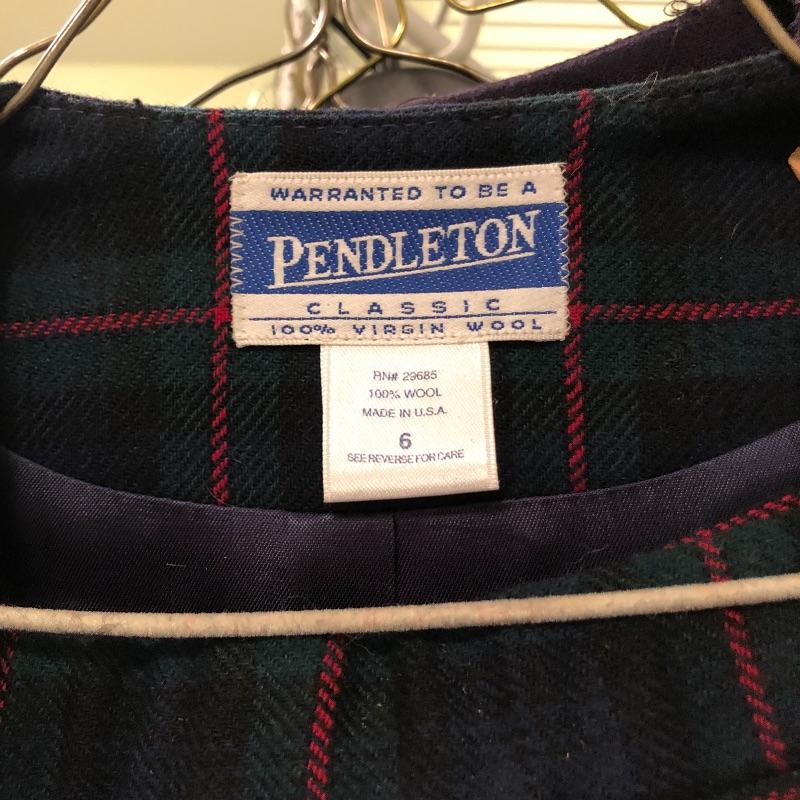 WARRANTED TO BE A
PENDLETON
CLASSIC
100% VIRGIN WOOL
RN# 29685
100% WOOL
MADE IN U.S.A.
6
SEE REVERSE FOR CARE